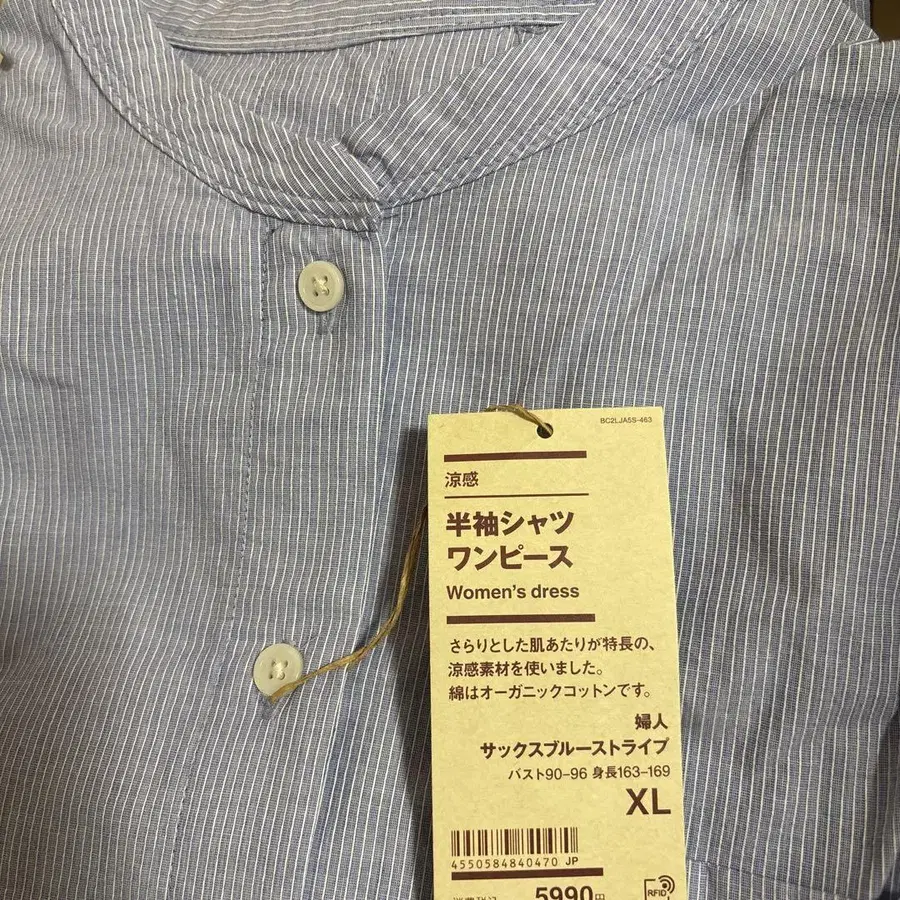 BC2LJA5S-463
涼感
半袖シャツ
ワンピース
Women's dress
さらりとした肌あたりが特長の、
涼感素材を使いました。
綿はオーガニックコットンです。
婦人
サックスブルーストライプ
バスト90-96 身長163-169
XL
4550584840470 JP
5990円
RFID